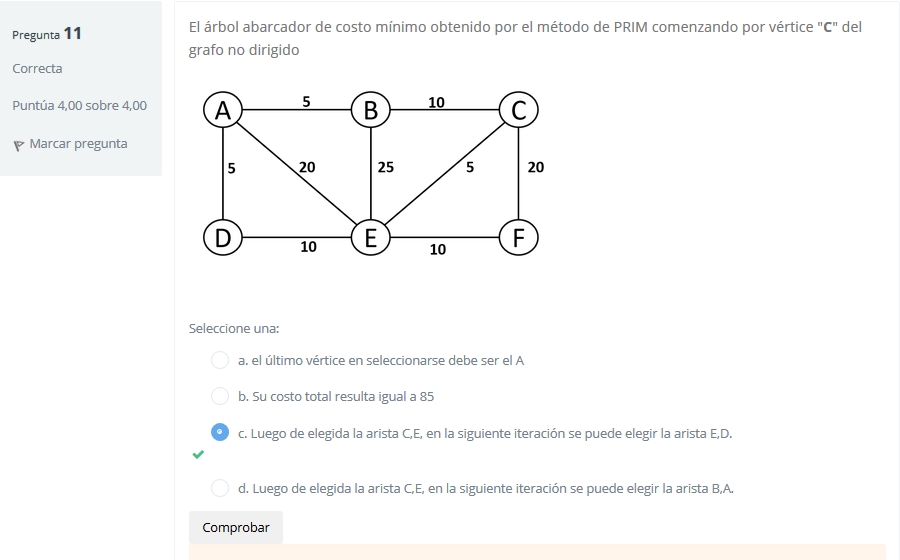 Pregunta 11
Correcta
Puntúa 4,00 sobre 4,00
Marcar pregunta
El árbol abarcador de costo mínimo obtenido por el método de PRIM comenzando por vértice "C" del
grafo no dirigido
A 5 B 10 C
5 20 25 5 20
D 10 E 10 F
Seleccione una:
a. el último vértice en seleccionarse debe ser el A
b. Su costo total resulta igual a 85
c. Luego de elegida la arista C,E, en la siguiente iteración se puede elegir la arista E,D.
d. Luego de elegida la arista C,E, en la siguiente iteración se puede elegir la arista B,A.
Comprobar